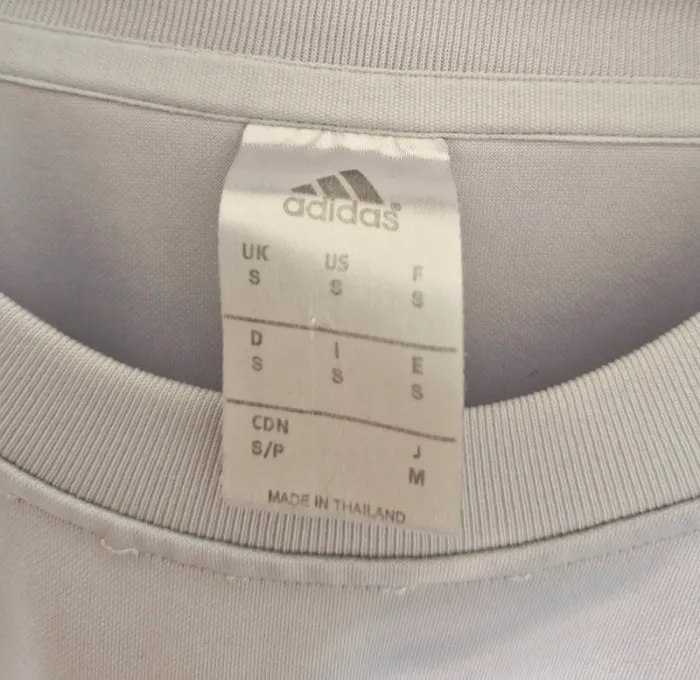 adidas®
UK US F
S S S
D I E
S S S
CDN J
S/P M
MADE IN THAILAND